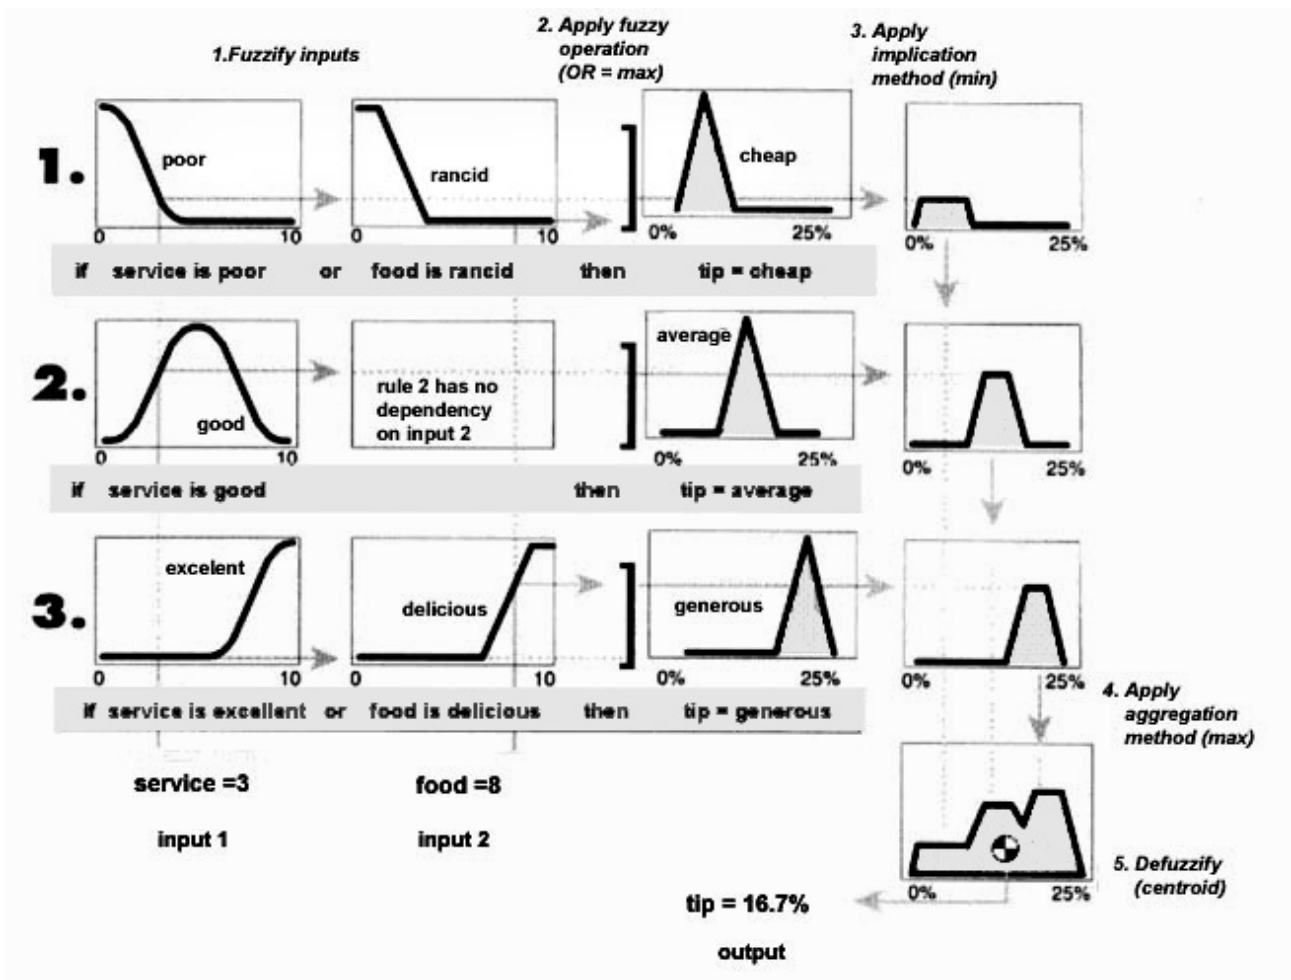 1.Fuzzify inputs
2. Apply fuzzy
operation
(OR = max)
3. Apply
implication
method (min)
1.
poor
rancid
cheap
0
10
0
10
0%
25%
0%
25%
if service is poor or food is rancid then tip = cheap
2.
good
rule 2 has no
dependency
on input 2
average
0
10
0%
25%
0%
25%
if service is good then tip = average
3.
excelent
delicious
generous
0
10
0
10
0%
25%
0%
25%
if service is excellent or food is delicious then tip = generous
4. Apply
aggregation
method (max)
service =3
food =8
input 1
input 2
0%
25%
5. Defuzzify
(centroid)
tip = 16.7%
output